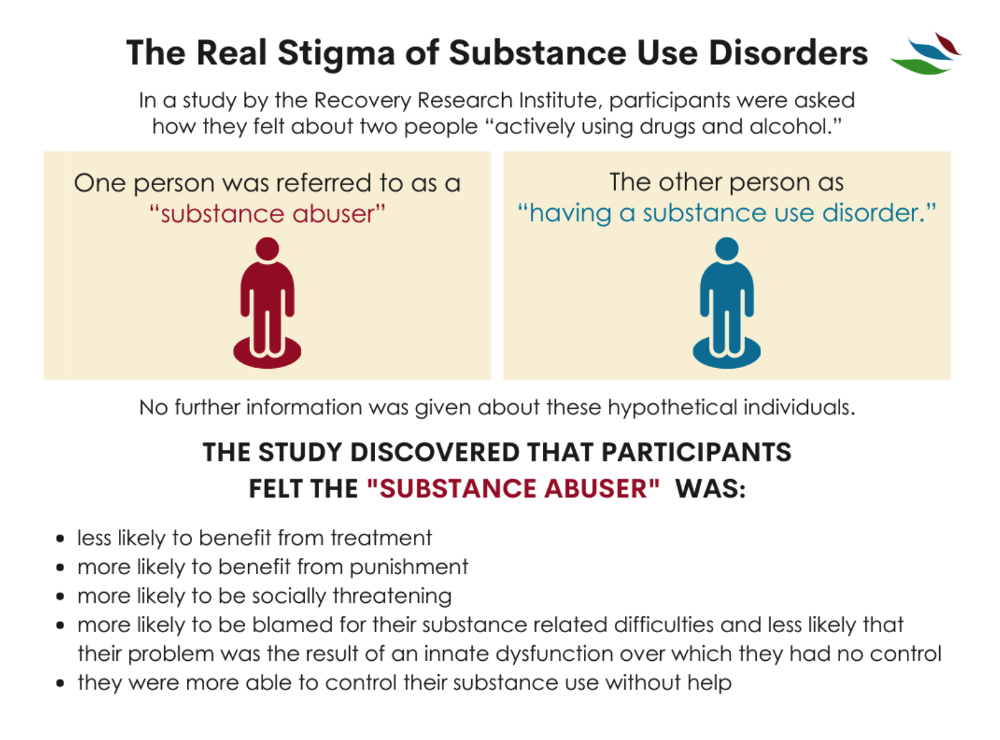 The Real Stigma of Substance Use Disorders
In a study by the Recovery Research Institute, participants were asked
how they felt about two people “actively using drugs and alcohol.”
One person was referred to as a
“substance abuser”
The other person as
“having a substance use disorder.”
No further information was given about these hypothetical individuals.
THE STUDY DISCOVERED THAT PARTICIPANTS
FELT THE "SUBSTANCE ABUSER" WAS:
• less likely to benefit from treatment
• more likely to benefit from punishment
• more likely to be socially threatening
• more likely to be blamed for their substance related difficulties and less likely that
their problem was the result of an innate dysfunction over which they had no control
• they were more able to control their substance use without help